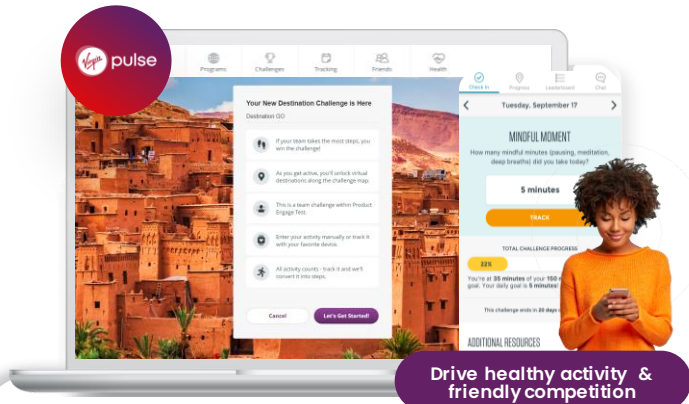 Virgin pulse
Programs
Challenges
Tracking
Friends
Health
Your New Destination Challenge is Here
Destination GO
If your team takes the most steps, you
win the challenge!
As you get active, you'll unlock virtual
destinations along the challenge map.
This is a team challenge within Product
Engage Test.
Enter your activity manually or track it
with your favorite device.
All activity counts - track it and we'll
convert it into steps.
Cancel
Let's Get Started!
Check In
Progress
Leaderboard
Chat
Tuesday, September 17
MINDFUL MOMENT
How many mindful minutes (pausing, meditation,
deep breaths) did you take today?
5 minutes
TRACK
TOTAL CHALLENGE PROGRESS
You're at 35 minutes of your 150
goal. Your daily goal is 5 minutes!
This challenge ends in 20 days
ADDITIONAL RESOURCES
Drive healthy activity &
friendly competition